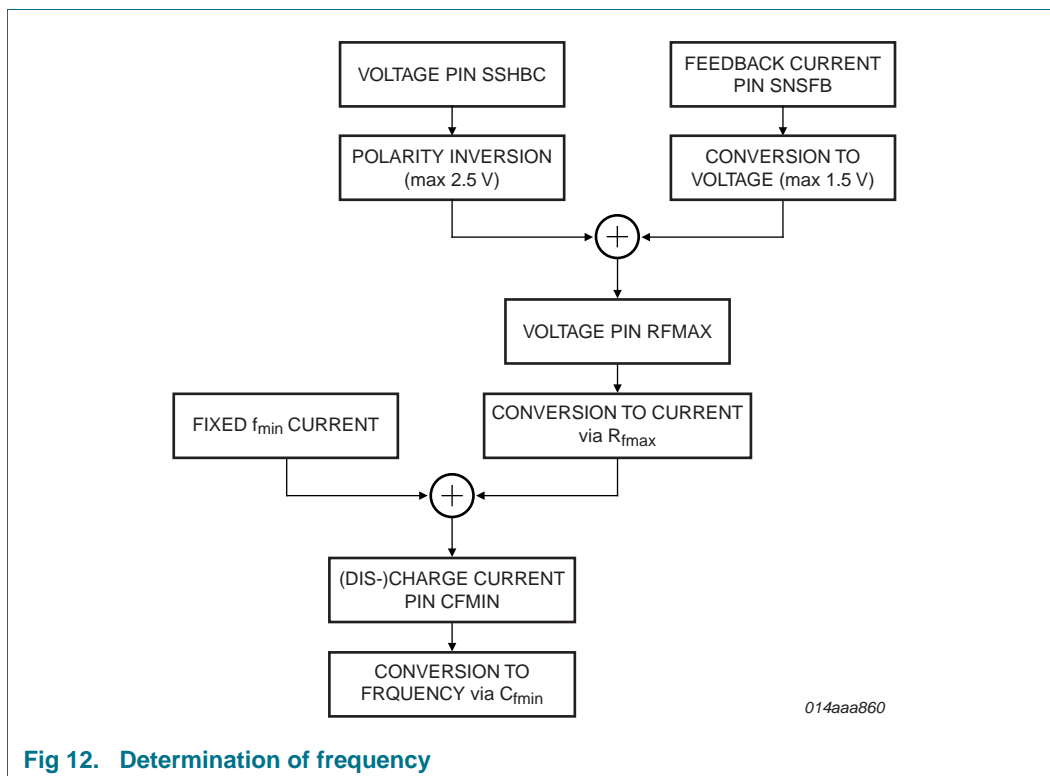 VOLTAGE PIN SSHBC
FEEDBACK CURRENT
PIN SNSFB
POLARITY INVERSION
(max 2.5 V)
CONVERSION TO
VOLTAGE (max 1.5 V)
+
VOLTAGE PIN RFMAX
FIXED fmin CURRENT
CONVERSION TO CURRENT
via Rfmax
+
(DIS-)CHARGE CURRENT
PIN CFMIN
CONVERSION TO
FRQUENCY via Cfmin
014aaa860
Fig 12. Determination of frequency